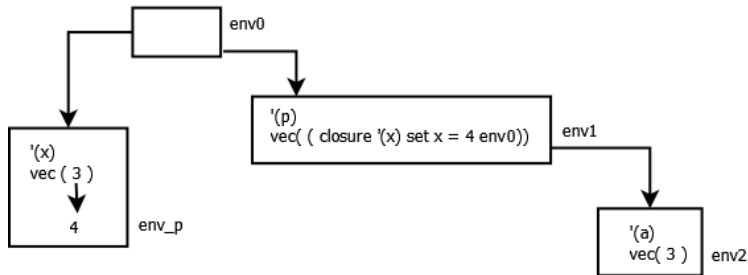 env0
'(p)
vec( ( closure '(x) set x = 4 env0))
env1
'(x)
vec ( 3 )
4
env_p
'(a)
vec( 3 )
env2